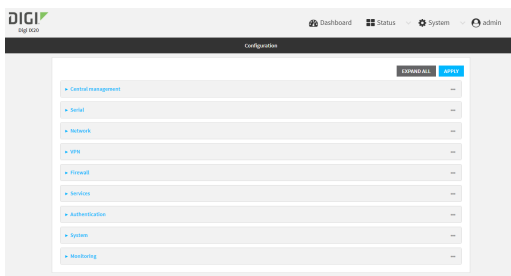 DIGI
Digi IX20
Dashboard Status System admin
Configuration
EXPAND ALL APPLY
Central management
Serial
Network
VPN
Firewall
Services
Authentication
System
Monitoring